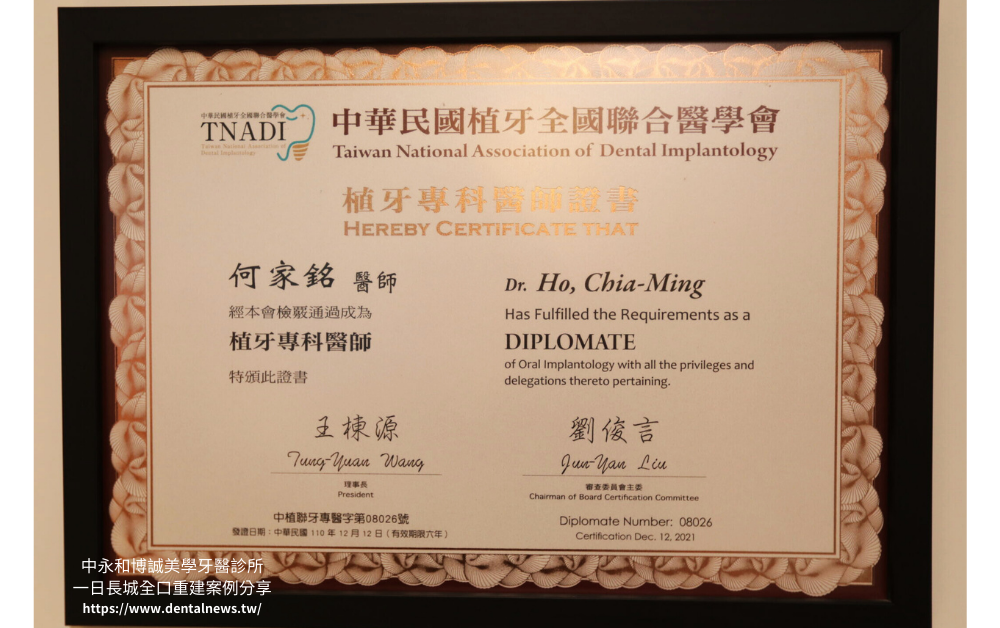 中華民國植牙全國聯合醫學會
TNADI
Taiwan National Association of
Dental Implantology
中華民國植牙全國聯合醫學會
Taiwan National Association of Dental Implantology
植牙專科醫師證書
HEREBY CERTIFICATE THAT
何家銘 醫師
經本會檢覈通過成為
植牙專科醫師
特頒此證書
Dr. Ho, Chia-Ming
Has Fulfilled the Requirements as a
DIPLOMATE
of Oral Implantology with all the privileges and
delegations thereto pertaining.
王棟源
Tung-Yuan Wang
理事長
President
劉俊言
Jun-Yan Liu
審查委員會主委
Chairman of Board Certification Committee
中植聯牙專醫字第08026號
發證日期：中華民國 110 年 12 月 12 日（有效期限六年）
Diplomate Number: 08026
Certification Dec. 12, 2021
中永和博誠美學牙醫診所
一日長城全口重建案例分享
https://www.dentalnews.tw/